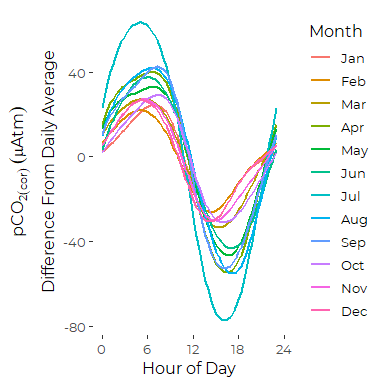 Month
Jan
Feb
Mar
Apr
May
Jun
Jul
Aug
Sep
Oct
Nov
Dec
pCO2(cor) (µAtm)
Difference From Daily Average
40
0
-40
-80
0 6 12 18 24
Hour of Day